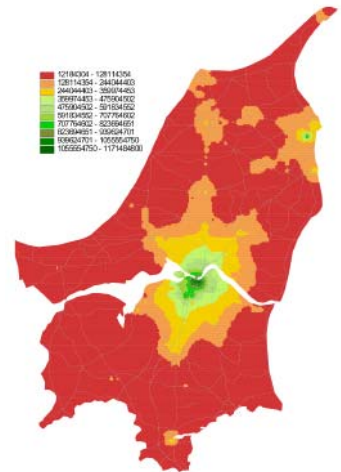 12184304 - 128114354
128114354 - 244044403
244044403 - 359974453
359974453 - 475904502
475904502 - 591834552
591834552 - 707764602
707764602 - 823694651
823694651 - 939624701
939624701 - 1055554750
1055554750 - 1171484800